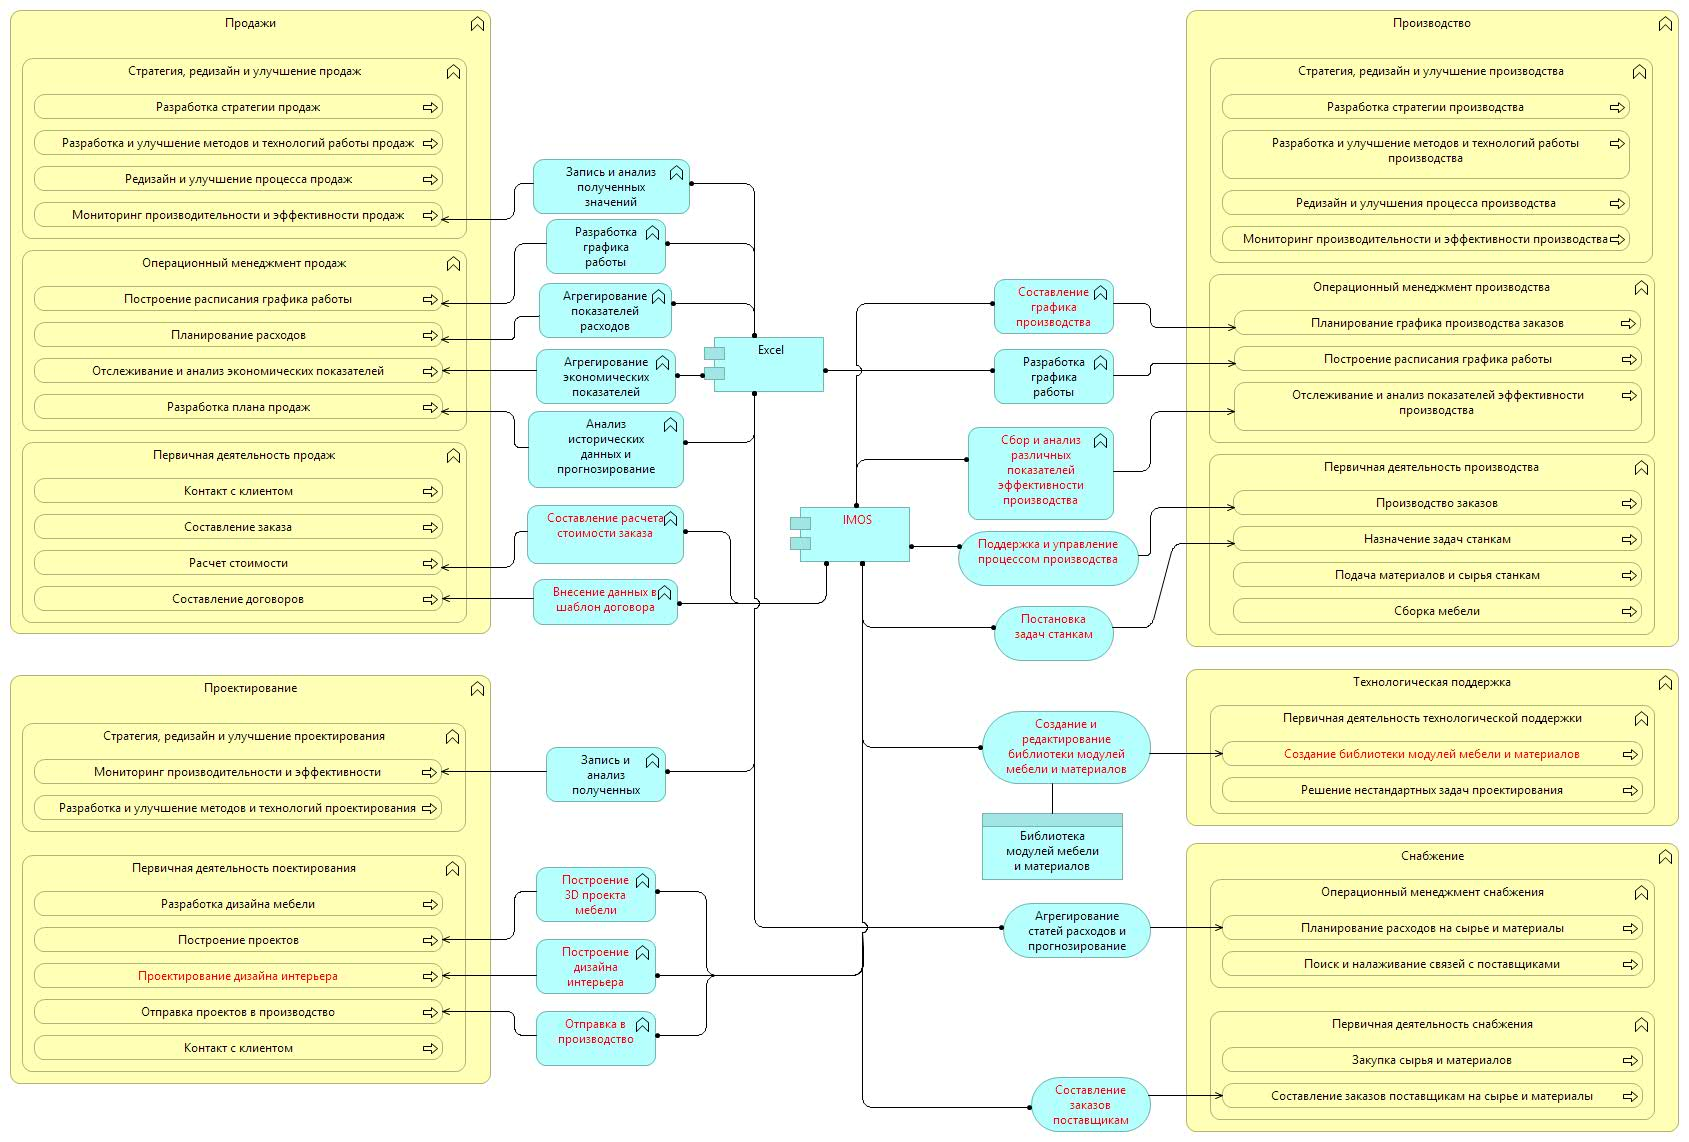 Продажи
Стратегия, редизайн и улучшение продаж
Разработка стратегии продаж
Разработка и улучшение методов и технологий работы продаж
Редизайн и улучшение процесса продаж
Мониторинг производительности и эффективности продаж
Операционный менеджмент продаж
Построение расписания графика работы
Планирование расходов
Отслеживание и анализ экономических показателей
Разработка плана продаж
Первичная деятельность продаж
Контакт с клиентом
Составление заказа
Расчет стоимости
Составление договоров
Проектирование
Стратегия, редизайн и улучшение проектирования
Мониторинг производительности и эффективности
Разработка и улучшение методов и технологий проектирования
Первичная деятельность поектирования
Разработка дизайна мебели
Построение проектов
Проектирование дизайна интерьера
Отправка проектов в производство
Контакт с клиентом
Запись и анализ
полученных
значений
Разработка
графика
работы
Агрегирование
показателей
расходов
Агрегирование
экономических
показателей
Анализ
исторических
данных и
прогнозирование
Составление расчета
стоимости заказа
Внесение данных в
шаблон договора
Запись и
анализ
полученных
Построение
3D проекта
мебели
Построение
дизайна
интерьера
Отправка в
производство
Excel
IMOS
Составление
графика
производства
Разработка
графика
работы
Сбор и анализ
различных
показателей
эффективности
производства
Поддержка и управление
процессом производства
Постановка
задач станкам
Создание и
редактирование
библиотеки модулей
мебели и материалов
Библиотека
модулей мебели
и материалов
Агрегирование
статей расходов и
прогнозирование
Составление
заказов
поставщикам
Производство
Стратегия, редизайн и улучшение производства
Разработка стратегии производства
Разработка и улучшение методов и технологий работы
производства
Редизайн и улучшения процесса производства
Мониторинг производительности и эффективности производства
Операционный менеджмент производства
Планирование графика производства заказов
Построение расписания графика работы
Отслеживание и анализ показателей эффективности
производства
Первичная деятельность производства
Производство заказов
Назначение задач станкам
Подача материалов и сырья станкам
Сборка мебели
Технологическая поддержка
Первичная деятельность технологической поддержки
Создание библиотеки модулей мебели и материалов
Решение нестандартных задач проектирования
Снабжение
Операционный менеджмент снабжения
Планирование расходов на сырье и материалы
Поиск и налаживание связей с поставщиками
Первичная деятельность снабжения
Закупка сырья и материалов
Составление заказов поставщикам на сырье и материалы